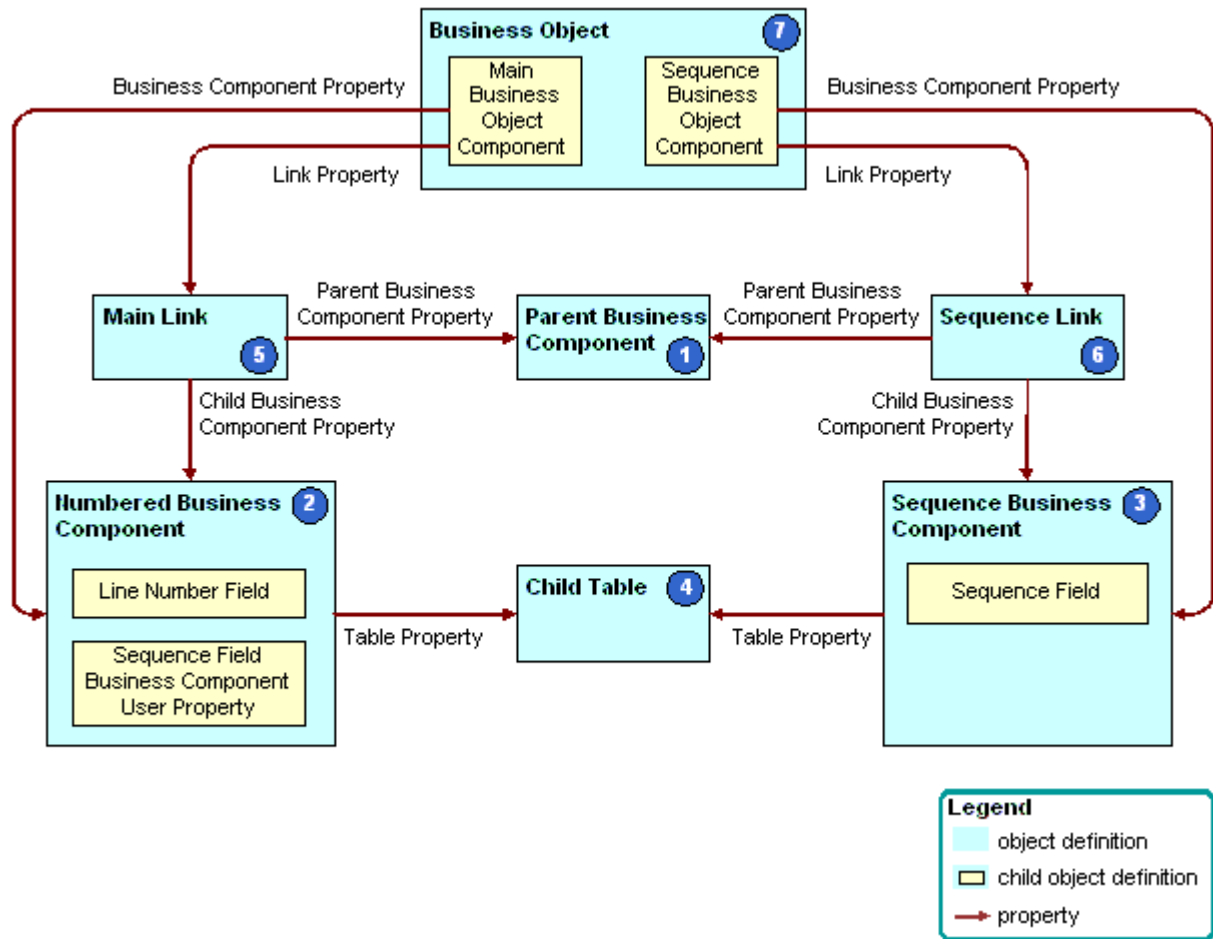 Business Object
7
Main
Business
Object
Component
Sequence
Business
Object
Component
Business Component Property
Business Component Property
Link Property
Link Property
Main Link
5
Parent Business
Component Property
Parent Business
Component
1
Parent Business
Component Property
Sequence Link
6
Child Business
Component Property
Child Business
Component Property
Numbered Business
Component
2
Line Number Field
Sequence Field
Business Component
User Property
Table Property
Child Table
4
Table Property
Sequence Business
Component
3
Sequence Field
Legend
object definition
child object definition
property